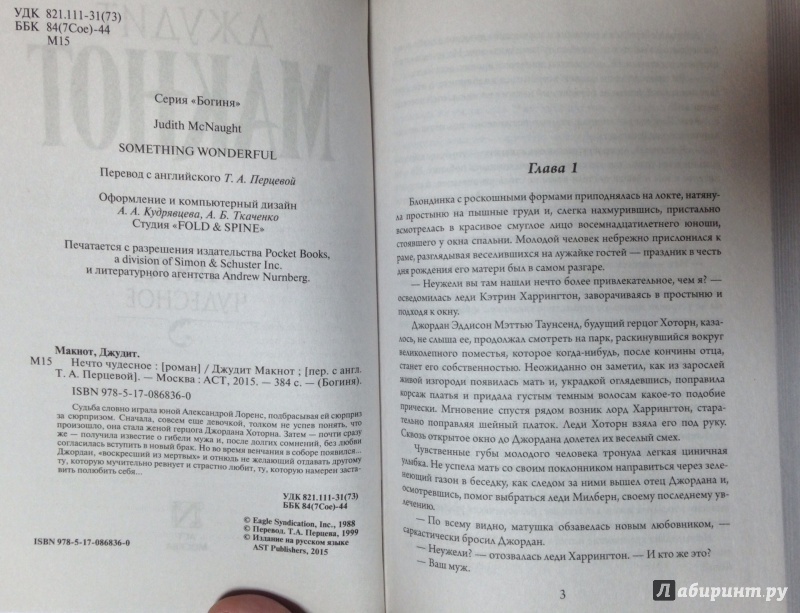 УДК 821.111-31(73)
ББК 84(7Сое)-44
М15
ДЖУДИТ
МАКНОТ
Серия «Богиня»
Judith McNaught
SOMETHING WONDERFUL
Перевод с английского Т. А. Перцевой
Оформление и компьютерный дизайн
А. А. Кудрявцева, А. Б. Ткаченко
Студия «FOLD & SPINE»
Печатается с разрешения издательства Pocket Books,
a division of Simon & Schuster Inc.
и литературного агентства Andrew Nurnberg.
ЧУДЕСНОЕ
Макнот, Джудит.
М15 Нечто чудесное : [роман] / Джудит Макнот ; [пер. с англ.
Т. А. Перцевой]. — Москва : АСТ, 2015. — 384 с. — (Богиня).
ISBN 978-5-17-086836-0
Судьба словно играла юной Александрой Лоренс, подбрасывая ей сюрприз
за сюрпризом. Сначала, совсем еще девочкой, толком не успев понять, что
произошло, она стала женой герцога Джордана Хоторна. Затем — почти сразу
же — получила известие о гибели мужа и, после долгих сомнений, без любви
согласилась вступить в новый брак. Но во время венчания в соборе появился...
Джордан, «воскресший из мертвых» и отнюдь не желающий отдавать другому
ту, которую мучительно ревнует и страстно любит, ту, которую намерен заста-
вить полюбить себя...
УДК 821.111-31(73)
ББК 84(7Сое)-44
© Eagle Syndication, Inc., 1988
© Перевод. Т.А. Перцева, 1999
© Издание на русском языке
AST Publishers, 2015
ISBN 978-5-17-086836-0
Глава 1
Блондинка с роскошными формами приподнялась на локте, натяну-
ла простыню на пышные груди и, слегка нахмурившись, пристально
всмотрелась в красивое смуглое лицо восемнадцатилетнего юноши,
стоявшего у окна спальни. Молодой человек небрежно прислонился к
раме, разглядывая веселившихся на лужайке гостей — праздник в честь
дня рождения его матери был в самом разгаре.
— Неужели вы там нашли нечто более привлекательное, чем я? —
осведомилась леди Кэтрин Харрингтон, заворачиваясь в простыню и
подходя к окну.
Джордан Эддисон Мэттью Таунсенд, будущий герцог Хоторн, каза-
лось, не слыша ее, продолжал смотреть на парк, раскинувшийся вокруг
великолепного поместья, которое когда-нибудь, после кончины отца,
станет его собственностью. Неожиданно он заметил, как из зарослей
живой изгороди появилась мать и, украдкой оглядевшись, поправила
корсаж платья и придала густым темным волосам какое-то подобие
прически. Мгновение спустя рядом возник лорд Харрингтон, стара-
тельно поправляя шейный платок. Леди Хоторн взяла его под руку.
Сквозь открытое окно до Джордана долетел их веселый смех.
Чувственные губы молодого человека тронула легкая циничная
улыбка. Не успела мать со своим поклонником направиться через зеле-
неющий газон в беседку, как следом за ними вышел отец Джордана и,
осмотревшись, помог выбраться леди Милберн, своему последнему ув-
лечению.
— По всему видно, матушка обзавелась новым любовником, —
саркастически бросил Джордан.
— Неужели? — отозвалась леди Харрингтон. — И кто же это?
— Ваш муж.
3
Лабиринт.ру